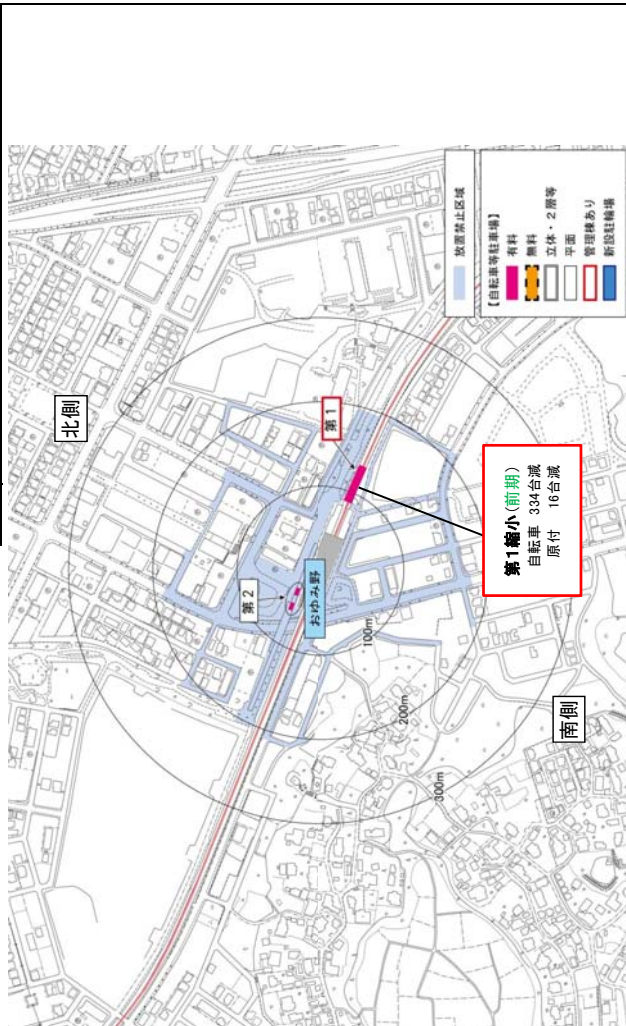 北側
第1
第2
おゆみ野
100m
200m
300m
第1縮小(前期)
自転車 334台減
原付 16台減
南側
放置禁止区域
【自転車等駐車場】
有料
無料
立体・2層等
平面
管理棟あり
新設駐輪場